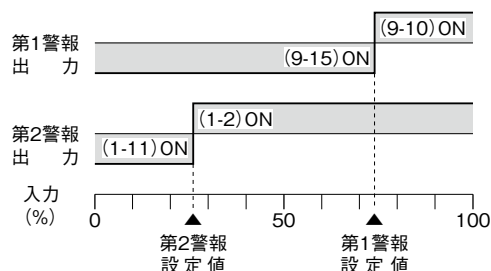 第1警報
出力
(9-10)ON
(9-15)ON
第2警報
出力
(1-2)ON
(1-11)ON
入力
(%)
0 50 100
第2警報
設定値
第1警報
設定値